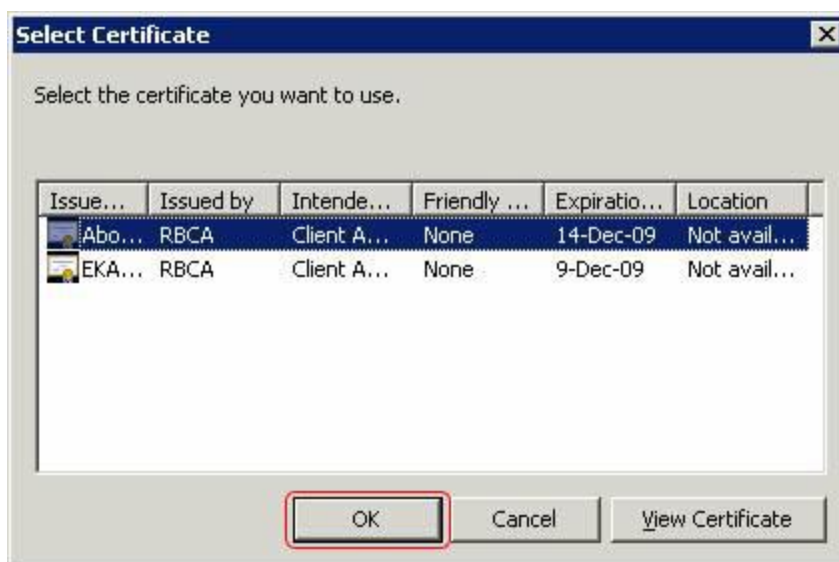 Select Certificate
Select the certificate you want to use.
Issue... Issued by Intende... Friendly ... Expiratio... Location
Abo... RBCA Client A... None 14-Dec-09 Not avail...
EKA... RBCA Client A... None 9-Dec-09 Not avail...
OK Cancel View Certificate